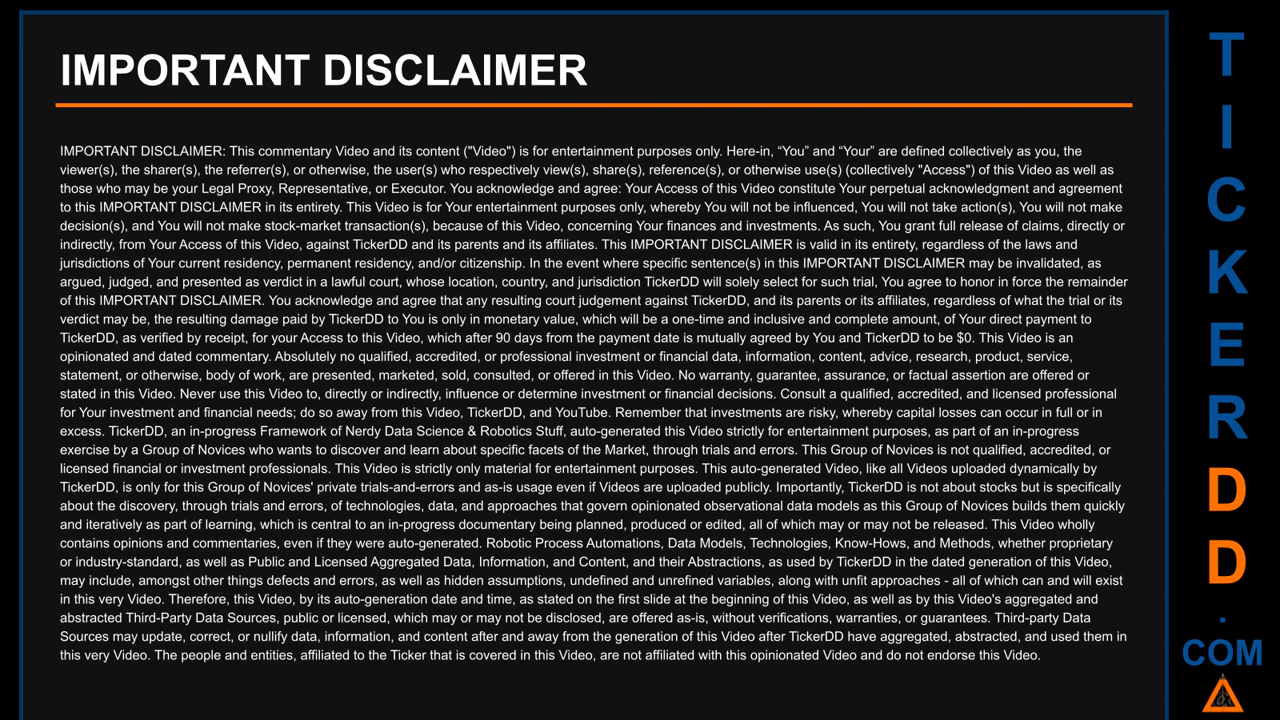 IMPORTANT DISCLAIMER
IMPORTANT DISCLAIMER: This commentary Video and its content ("Video") is for entertainment purposes only. Here-in, “You” and “Your” are defined collectively as you, the
viewer(s), the sharer(s), the referrer(s), or otherwise, the user(s) who respectively view(s), share(s), reference(s), or otherwise use(s) (collectively "Access") of this Video as well as
those who may be your Legal Proxy, Representative, or Executor. You acknowledge and agree: Your Access of this Video constitute Your perpetual acknowledgment and agreement
to this IMPORTANT DISCLAIMER in its entirety. This Video is for Your entertainment purposes only, whereby You will not be influenced, You will not take action(s), You will not make
decision(s), and You will not make stock-market transaction(s), because of this Video, concerning Your finances and investments. As such, You grant full release of claims, directly or
indirectly, from Your Access of this Video, against TickerDD and its parents and its affiliates. This IMPORTANT DISCLAIMER is valid in its entirety, regardless of the laws and
jurisdictions of Your current residency, permanent residency, and/or citizenship. In the event where specific sentence(s) in this IMPORTANT DISCLAIMER may be invalidated, as
argued, judged, and presented as verdict in a lawful court, whose location, country, and jurisdiction TickerDD will solely select for such trial, You agree to honor in force the remainder
of this IMPORTANT DISCLAIMER. You acknowledge and agree that any resulting court judgement against TickerDD, and its parents or its affiliates, regardless of what the trial or its
verdict may be, the resulting damage paid by TickerDD to You is only in monetary value, which will be a one-time and inclusive and complete amount, of Your direct payment to
TickerDD, as verified by receipt, for your Access to this Video, which after 90 days from the payment date is mutually agreed by You and TickerDD to be $0. This Video is an
opinionated and dated commentary. Absolutely no qualified, accredited, or professional investment or financial data, information, content, advice, research, product, service,
statement, or otherwise, body of work, are presented, marketed, sold, consulted, or offered in this Video. No warranty, guarantee, assurance, or factual assertion are offered or
stated in this Video. Never use this Video to, directly or indirectly, influence or determine investment or financial decisions. Consult a qualified, accredited, and licensed professional
for Your investment and financial needs; do so away from this Video, TickerDD, and YouTube. Remember that investments are risky, whereby capital losses can occur in full or in
excess. TickerDD, an in-progress Framework of Nerdy Data Science & Robotics Stuff, auto-generated this Video strictly for entertainment purposes, as part of an in-progress
exercise by a Group of Novices who wants to discover and learn about specific facets of the Market, through trials and errors. This Group of Novices is not qualified, accredited, or
licensed financial or investment professionals. This Video is strictly only material for entertainment purposes. This auto-generated Video, like all Videos uploaded dynamically by
TickerDD, is only for this Group of Novices' private trials-and-errors and as-is usage even if Videos are uploaded publicly. Importantly, TickerDD is not about stocks but is specifically
about the discovery, through trials and errors, of technologies, data, and approaches that govern opinionated observational data models as this Group of Novices builds them quickly
and iteratively as part of learning, which is central to an in-progress documentary being planned, produced or edited, all of which may or may not be released. This Video wholly
contains opinions and commentaries, even if they were auto-generated. Robotic Process Automations, Data Models, Technologies, Know-Hows, and Methods, whether proprietary
or industry-standard, as well as Public and Licensed Aggregated Data, Information, and Content, and their Abstractions, as used by TickerDD in the dated generation of this Video,
may include, amongst other things defects and errors, as well as hidden assumptions, undefined and unrefined variables, along with unfit approaches - all of which can and will exist
in this very Video. Therefore, this Video, by its auto-generation date and time, as stated on the first slide at the beginning of this Video, as well as by this Video's aggregated and
abstracted Third-Party Data Sources, public or licensed, which may or may not be disclosed, are offered as-is, without verifications, warranties, or guarantees. Third-party Data
Sources may update, correct, or nullify data, information, and content after and away from the generation of this Video after TickerDD have aggregated, abstracted, and used them in
this very Video. The people and entities, affiliated to the Ticker that is covered in this Video, are not affiliated with this opinionated Video and do not endorse this Video.
T
I
C
K
E
R
D
D
.
COM